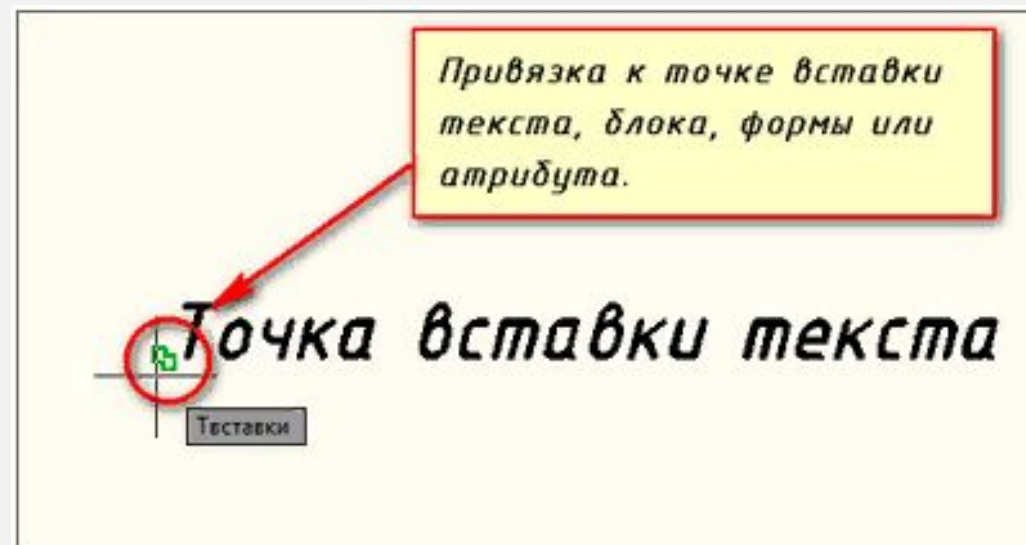 Привязка к точке вставки
текста, блока, формы или
атрибута.
Точка вставки текста
Твставки